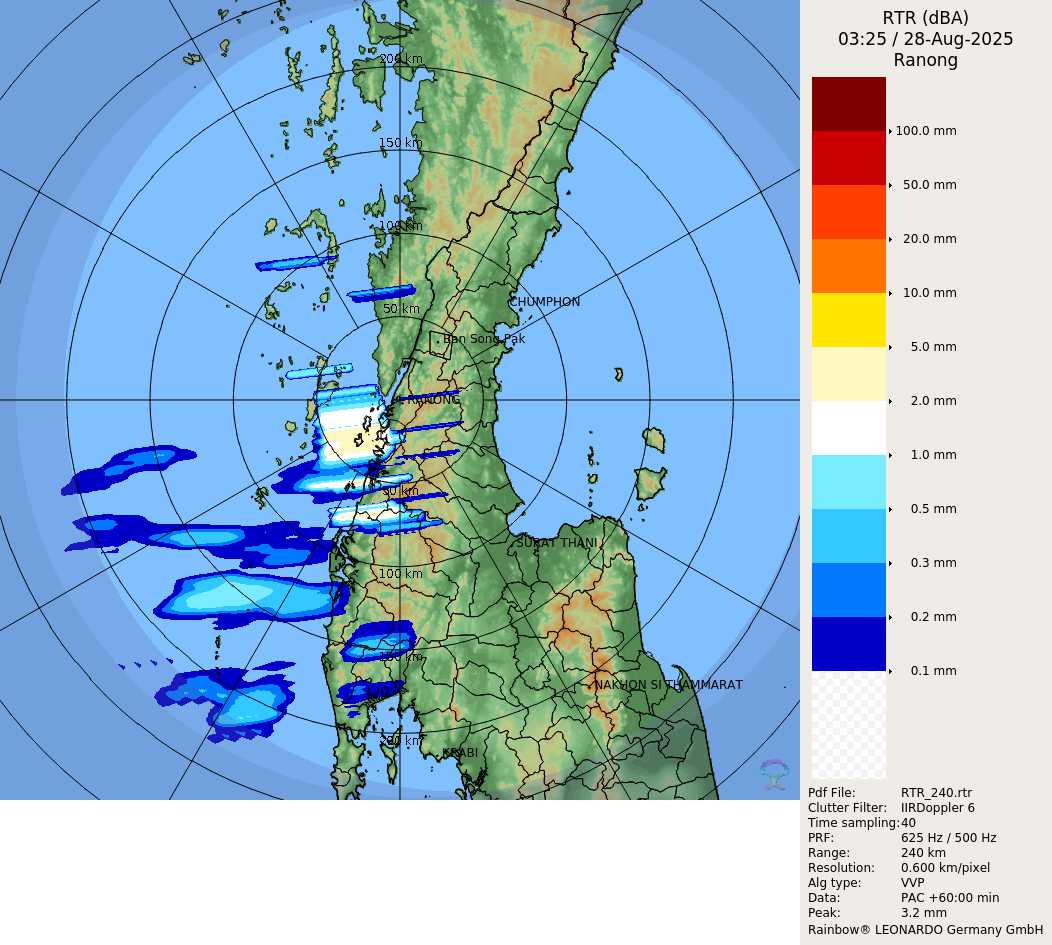 200 km
150 km
100 km
50 km
CHUMPHON
Ban Song Pak
RANONG
50 km
SURAT THANI
100 km
150 km
NAKHON SI THAMMARAT
200 km
KRABI
RTR (dBA)
03:25 / 28-Aug-2025
Ranong
100.0 mm
50.0 mm
20.0 mm
10.0 mm
5.0 mm
2.0 mm
1.0 mm
0.5 mm
0.3 mm
0.2 mm
0.1 mm
Pdf File: RTR_240.rtr
Clutter Filter: IIRDoppler 6
Time sampling:40
PRF: 625 Hz / 500 Hz
Range: 240 km
Resolution: 0.600 km/pixel
Alg type: VVP
Data: PAC +60:00 min
Peak: 3.2 mm
Rainbow® LEONARDO Germany GmbH